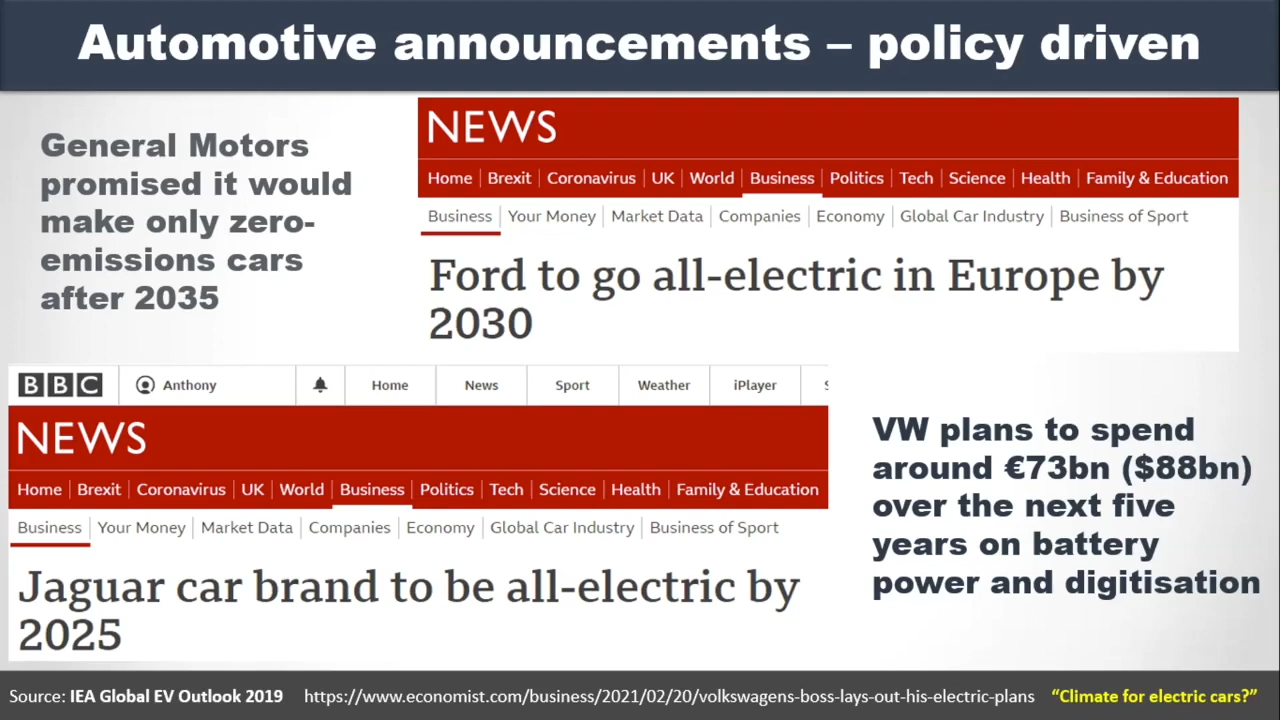 Automotive announcements – policy driven
General Motors
promised it would
make only zero-
emissions cars
after 2035
NEWS
Home Brexit Coronavirus UK World Business Politics Tech Science Health Family & Education
Business Your Money Market Data Companies Economy Global Car Industry Business of Sport
Ford to go all-electric in Europe by
2030
BBC Anthony Home News Sport Weather iPlayer
NEWS
Home Brexit Coronavirus UK World Business Politics Tech Science Health Family & Education
Business Your Money Market Data Companies Economy Global Car Industry Business of Sport
Jaguar car brand to be all-electric by
2025
VW plans to spend
around €73bn ($88bn)
over the next five
years on battery
power and digitisation
Source: IEA Global EV Outlook 2019 https://www.economist.com/business/2021/02/20/volkswagens-boss-lays-out-his-electric-plans “Climate for electric cars?”